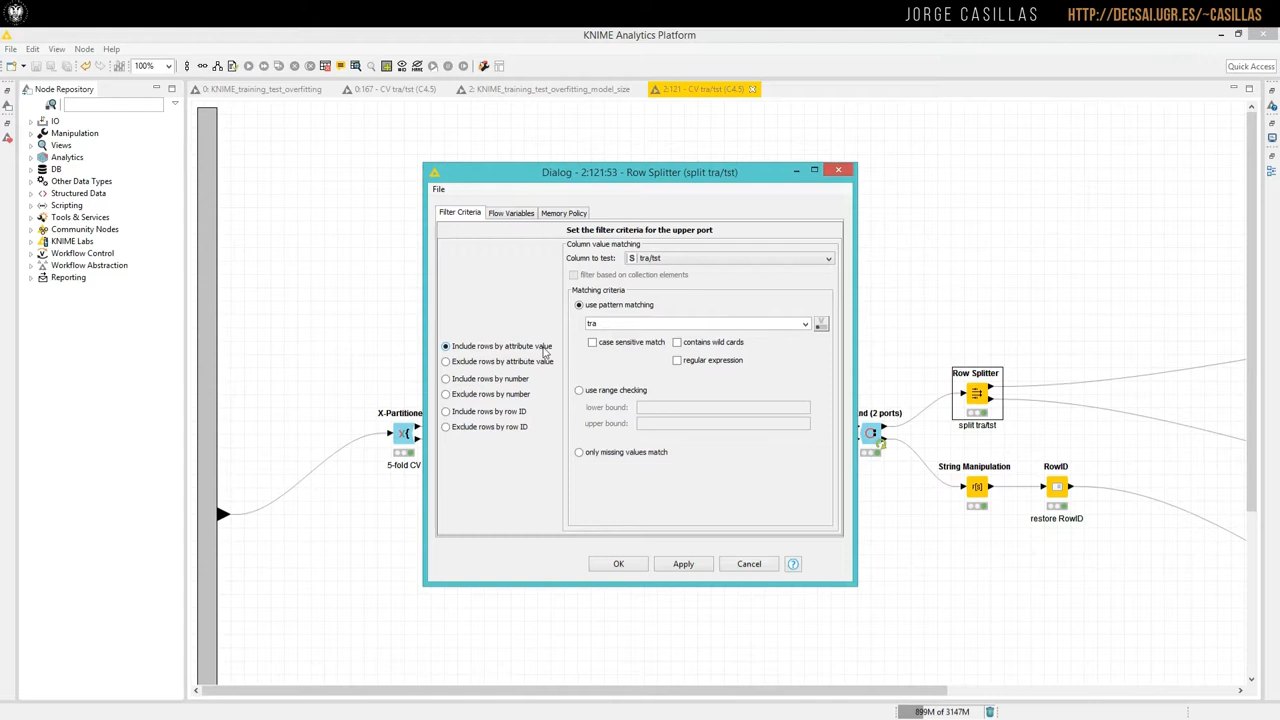 JORGE CASILLAS HTTP://DECSAI.UGR.ES/~CASILLAS
KNIME Analytics Platform
File Edit View Node Help
100% Quick Access
Node Repository
0: KNIME_training_test_overfitting 0:167 - CV tra/tst (C4.5) 2: KNIME_training_test_overfitting_model_size 2:121 - CV tra/tst (C4.5)
IO
Manipulation
Views
Analytics
DB
Other Data Types
Structured Data
Scripting
Tools & Services
Community Nodes
KNIME Labs
Workflow Control
Workflow Abstraction
Reporting
Dialog - 2:121:53 - Row Splitter (split tra/tst)
File
Filter Criteria Flow Variables Memory Policy
Set the filter criteria for the upper port
Column value matching
Column to test: S tra/tst
filter based on collection elements
Matching criteria
use pattern matching
tra
case sensitive match contains wild cards
regular expression
Include rows by attribute value
Exclude rows by attribute value
Include rows by number
Exclude rows by number
Include rows by row ID
Exclude rows by row ID
use range checking
lower bound:
upper bound:
only missing values match
OK Apply Cancel ?
X-Partitione
5-fold CV
nd (2 ports)
Row Splitter
split tra/tst
String Manipulation
RowID
restore RowID
899M of 3147M